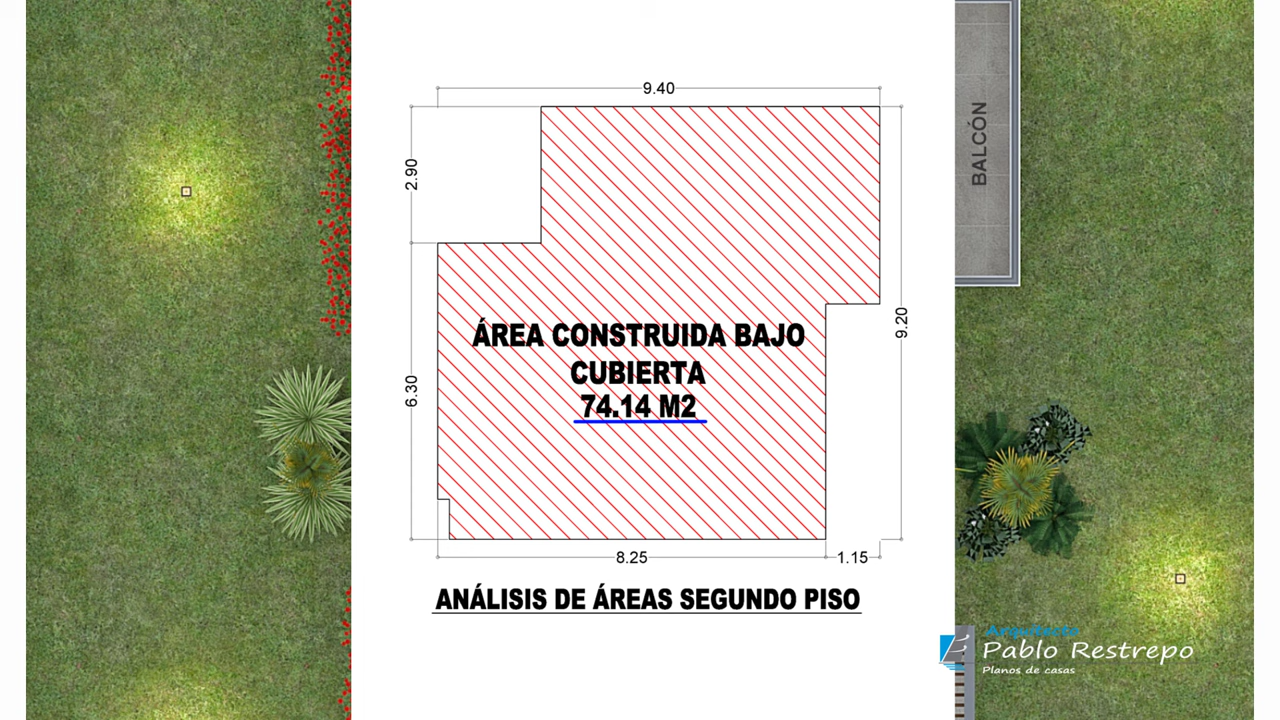 9.40
2.90
BALCÓN
9.20
6.30
ÁREA CONSTRUIDA BAJO
CUBIERTA
74.14 M2
8.25
1.15
ANÁLISIS DE ÁREAS SEGUNDO PISO
Arquitecto
Pablo Restrepo
Planos de casas